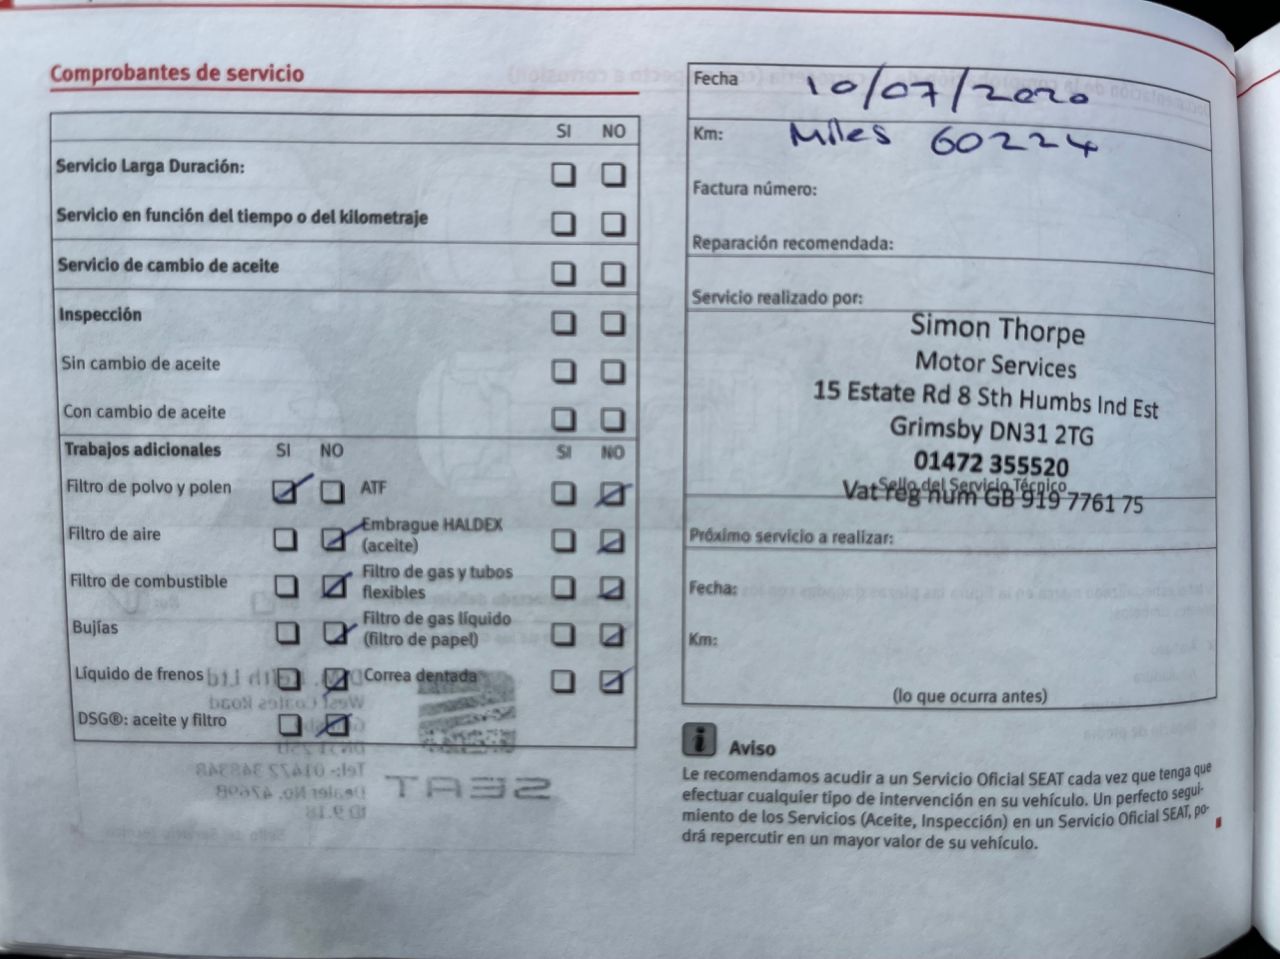 Comprobantes de servicio
SI NO
Servicio Larga Duración:
Servicio en función del tiempo o del kilometraje
Servicio de cambio de aceite
Inspección
Sin cambio de aceite
Con cambio de aceite
Trabajos adicionales SI NO SI NO
Filtro de polvo y polen ATF
Filtro de aire Embrague HALDEX
(aceite)
Filtro de combustible Filtro de gas y tubos
flexibles
Bujías Filtro de gas líquido
(filtro de papel)
Líquido de frenos Correa dentada
DSG®: aceite y filtro
SEAT
Fecha 10/07/2020
Km: Miles 60224
Factura número:
Reparación recomendada:
Servicio realizado por:
Simon Thorpe
Motor Services
15 Estate Rd 8 Sth Humbs Ind Est
Grimsby DN31 2TG
01472 355520
Sello del Servicio Técnico
Vat reg num GB 919 7761 75
Próximo servicio a realizar:
Fecha:
Km:
(lo que ocurra antes)
i Aviso
Le recomendamos acudir a un Servicio Oficial SEAT cada vez que tenga que
efectuar cualquier tipo de intervención en su vehículo. Un perfecto segui-
miento de los Servicios (Aceite, Inspección) en un Servicio Oficial SEAT, po-
drá repercutir en un mayor valor de su vehículo.